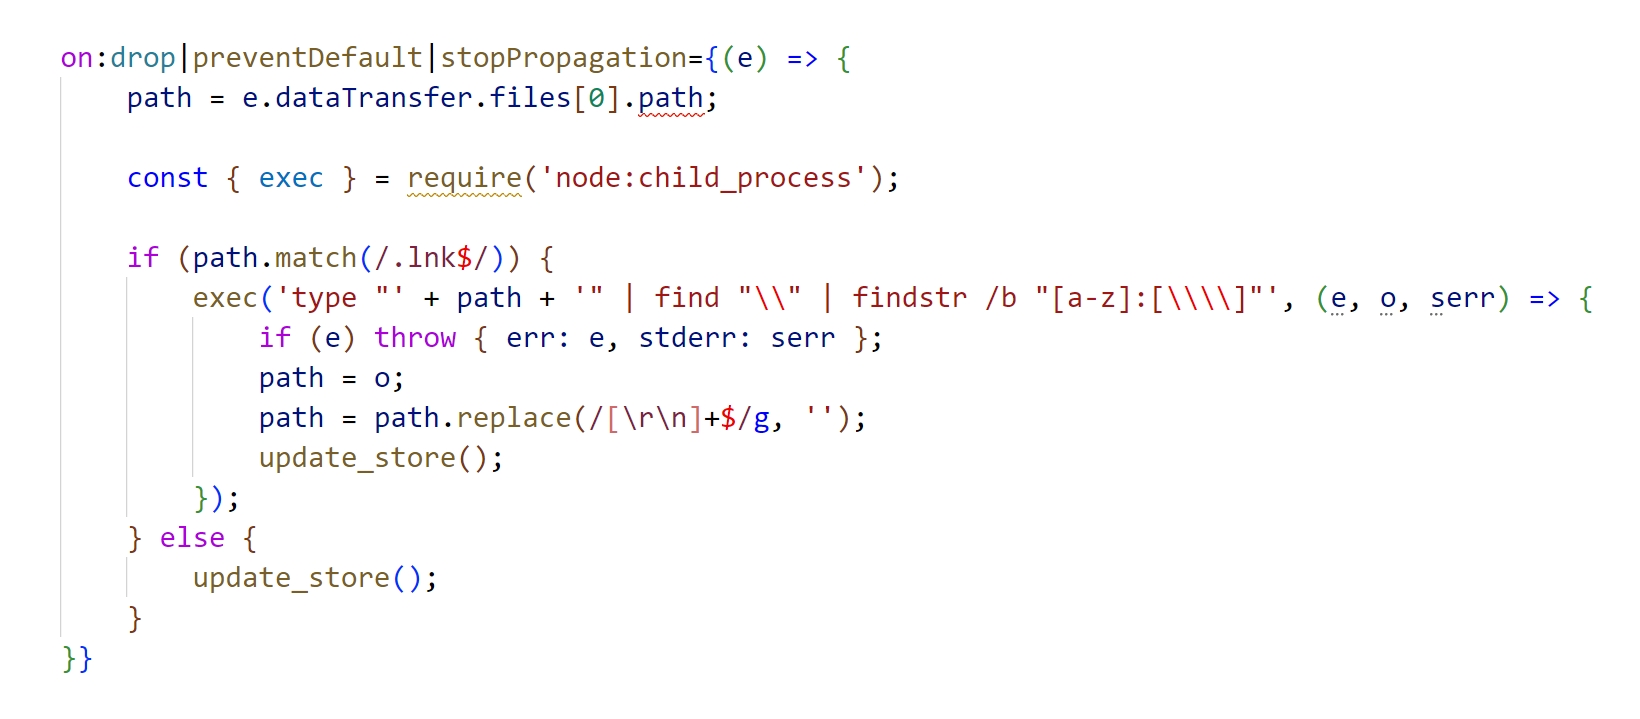 on:drop|preventDefault|stopPropagation={(e) => {
    path = e.dataTransfer.files[0].path;

    const { exec } = require('node:child_process');

    if (path.match(/.lnk$/)) {
        exec('type "' + path + '" | find "\\" | findstr /b "[a-z]:[\\\\]"', (e, o, serr) => {
            if (e) throw { err: e, stderr: serr };
            path = o;
            path = path.replace(/[\r\n]+$/g, '');
            update_store();
        });
    } else {
        update_store();
    }
}}